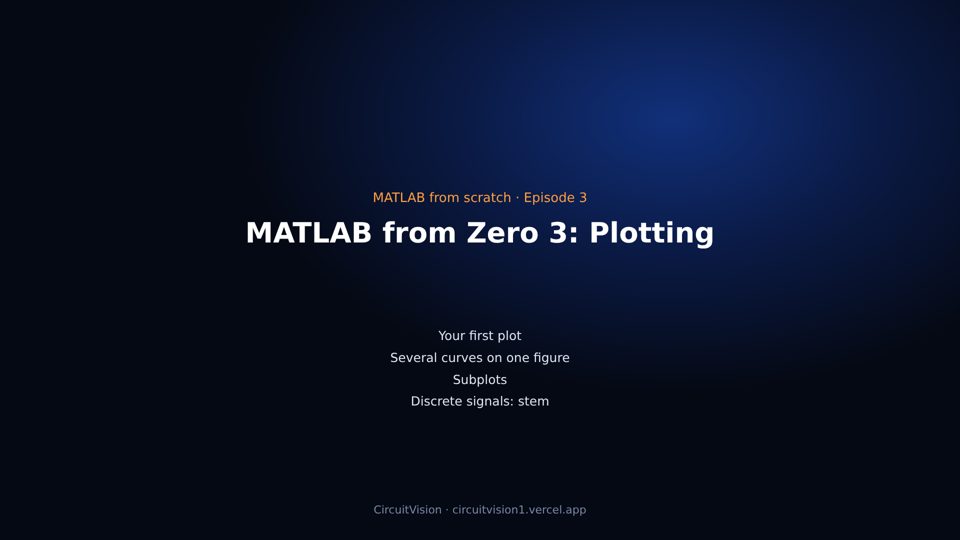 MATLAB from scratch · Episode 3
MATLAB from Zero 3: Plotting
Your first plot
Several curves on one figure
Subplots
Discrete signals: stem
CircuitVision · circuitvision1.vercel.app